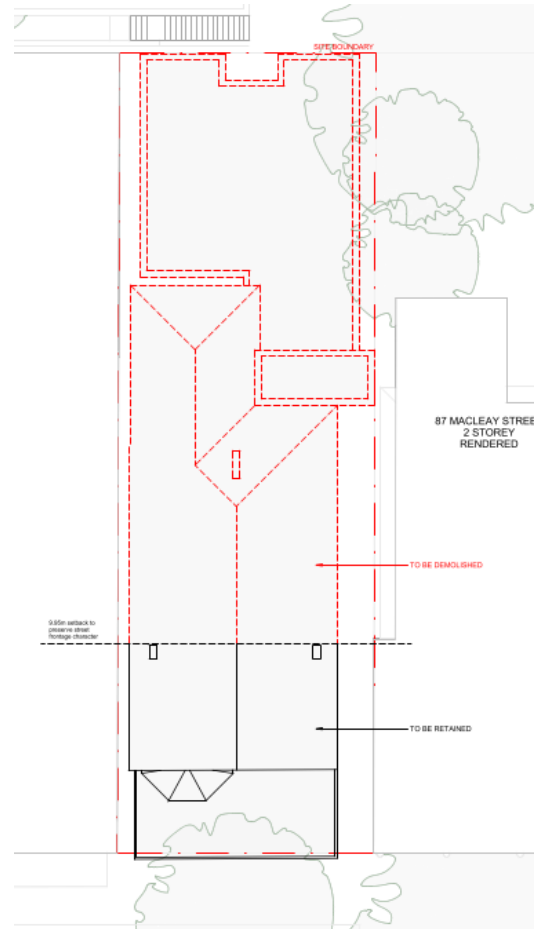 SITE BOUNDARY
87 MACLEAY STREE
2 STOREY
RENDERED
TO BE DEMOLISHED
9.95m setback to
preserve street
frontage character
TO BE RETAINED